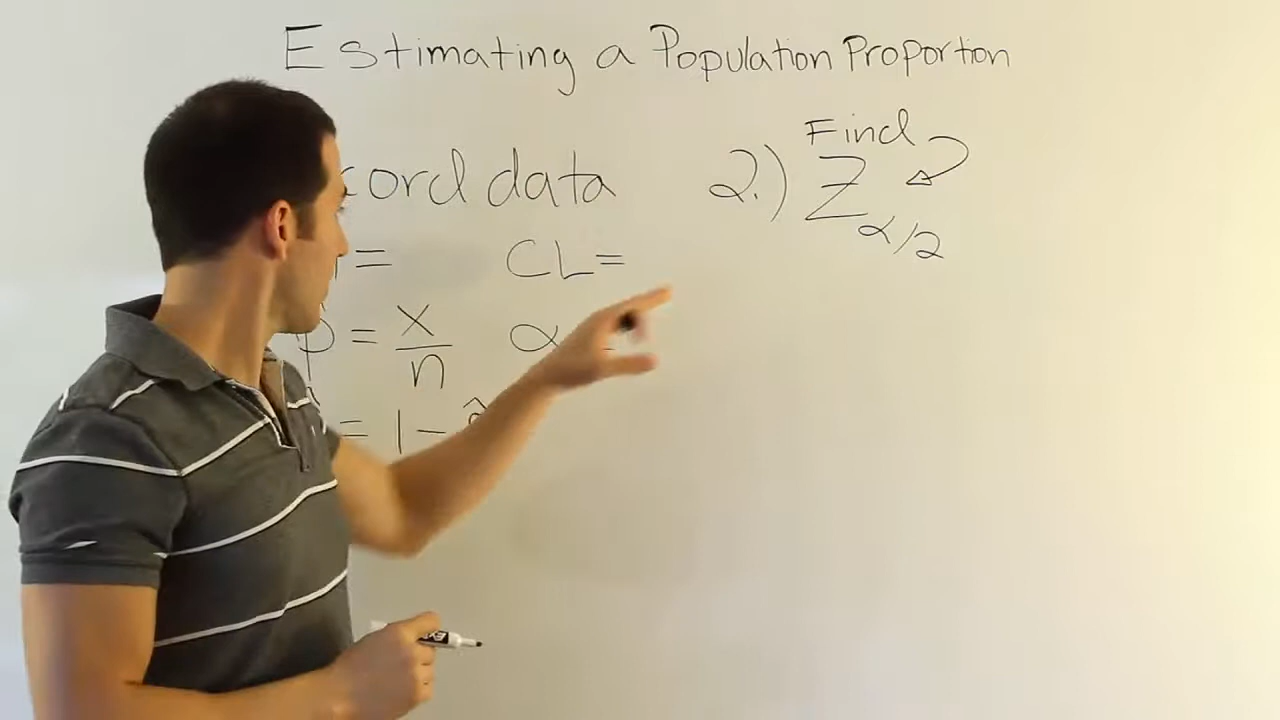 Estimating a Population Proportion
cord data
=
CL=
p̂ = x/n
α
= 1 -
Find
2.) Z α/2